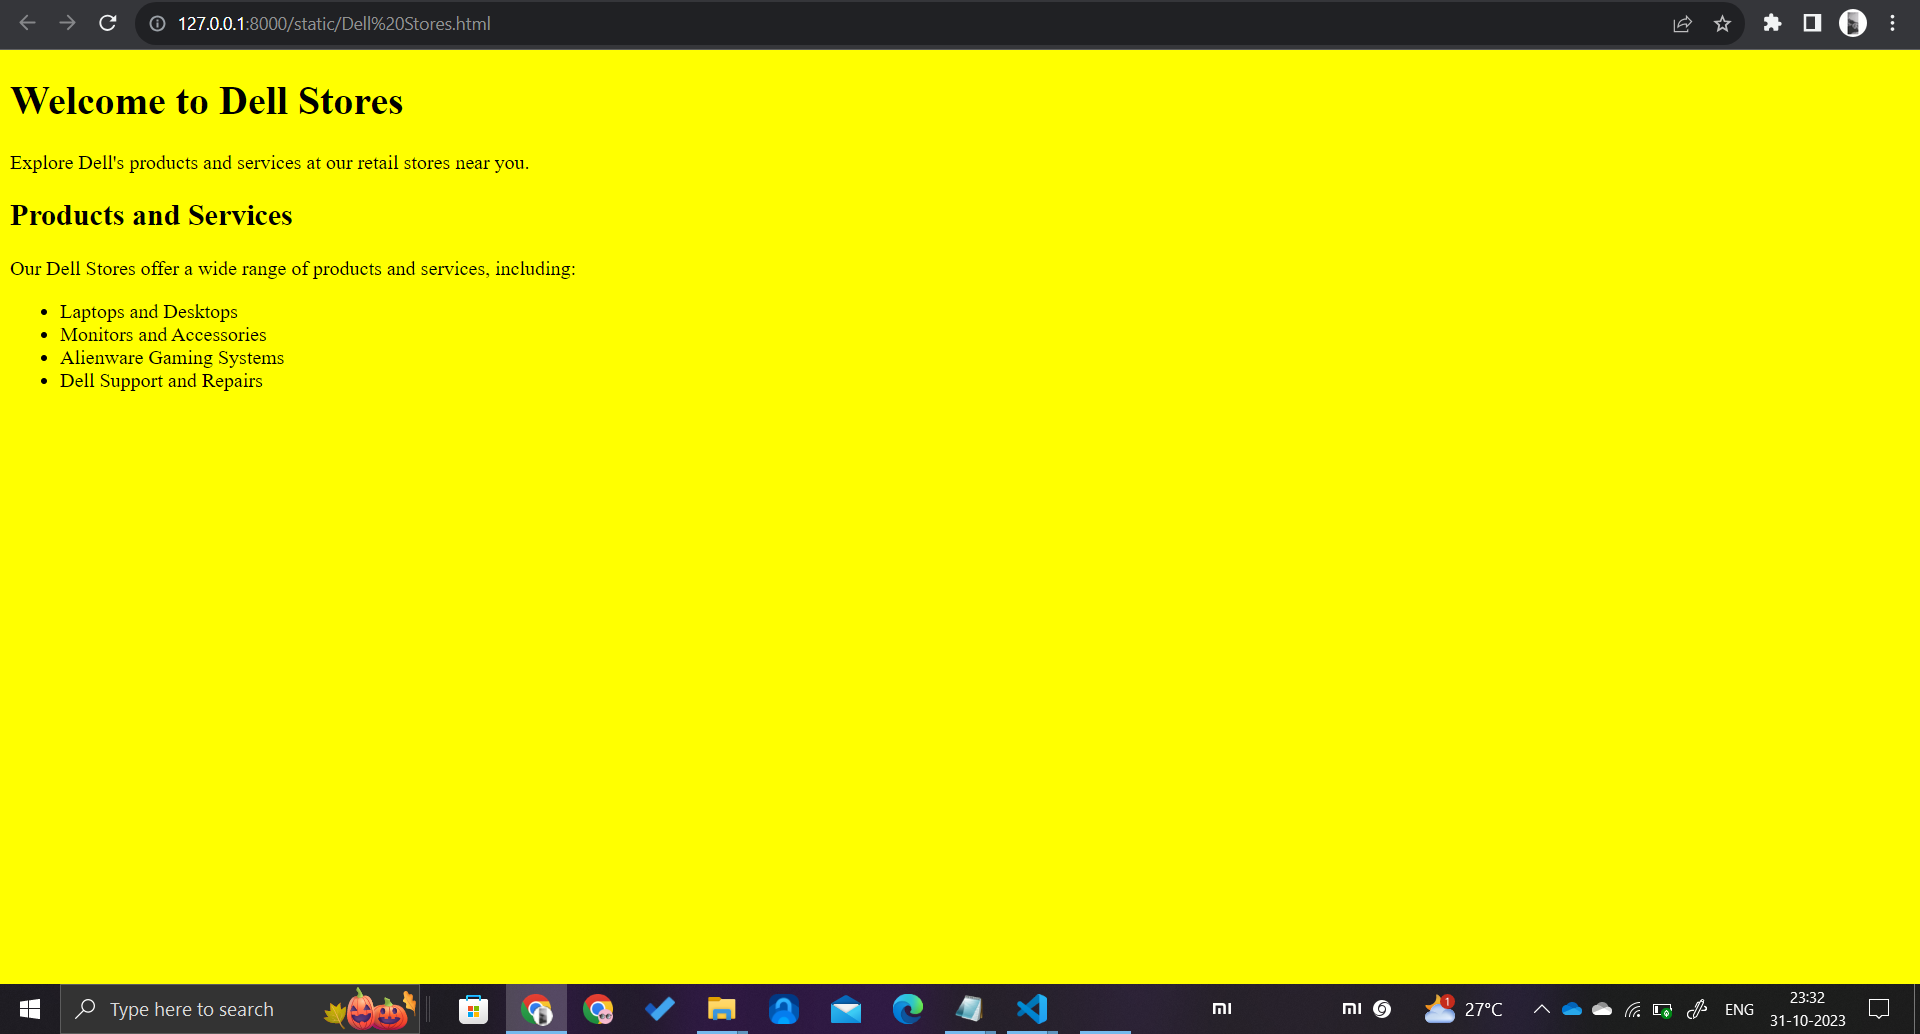 127.0.0.1:8000/static/Dell%20Stores.html
Welcome to Dell Stores
Explore Dell's products and services at our retail stores near you.
Products and Services
Our Dell Stores offer a wide range of products and services, including:
• Laptops and Desktops
• Monitors and Accessories
• Alienware Gaming Systems
• Dell Support and Repairs
Type here to search
mi
mi
1
27°C
ENG
23:32
31-10-2023